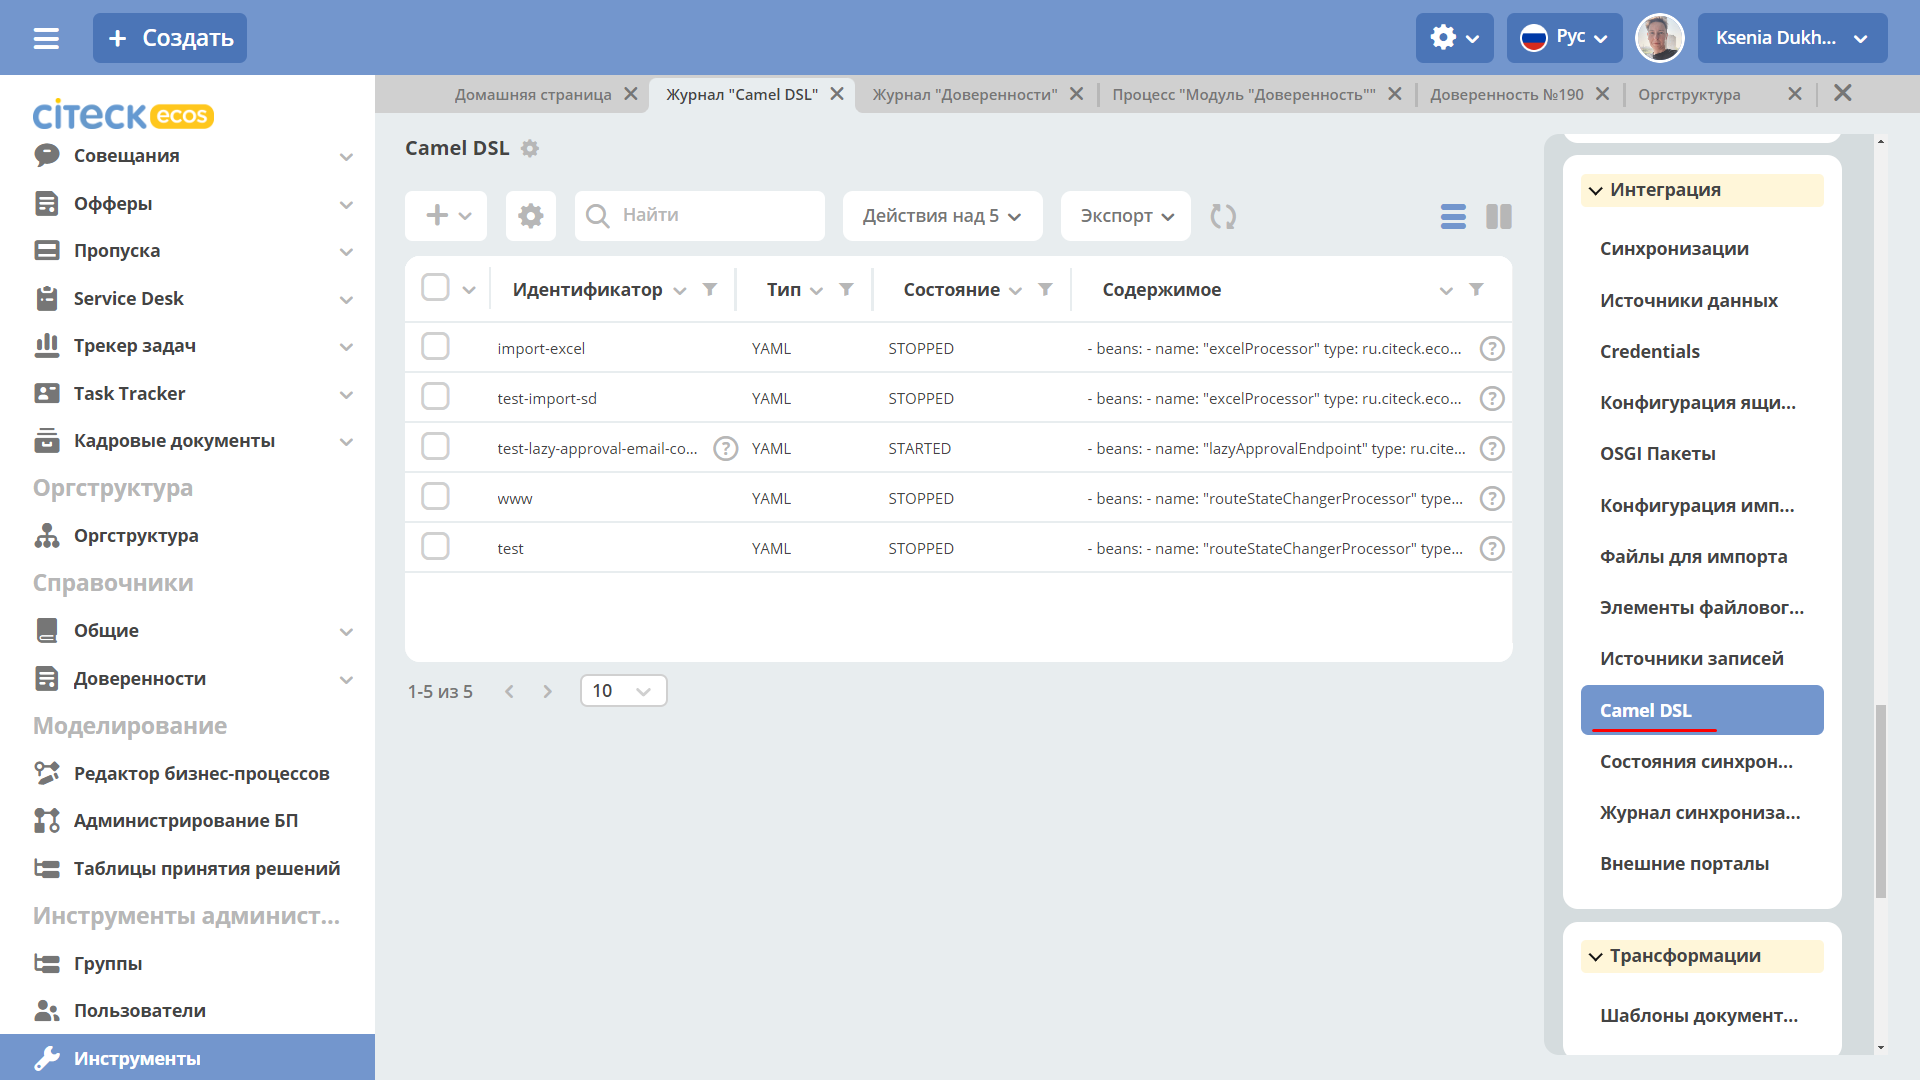 Создать
Рус
Ksenia Dukh...
citeck ecos
Домашняя страница
Журнал "Camel DSL"
Журнал "Доверенности"
Процесс "Модуль "Доверенность""
Доверенность №190
Оргструктура
Совещания
Офферы
Пропуска
Service Desk
Трекер задач
Task Tracker
Кадровые документы
Оргструктура
Оргструктура
Справочники
Общие
Доверенности
Моделирование
Редактор бизнес-процессов
Администрирование БП
Таблицы принятия решений
Инструменты админист...
Группы
Пользователи
Инструменты
Camel DSL
Найти
Действия над 5
Экспорт
Идентификатор Тип Состояние Содержимое
import-excel YAML STOPPED - beans: - name: "excelProcessor" type: ru.citeck.eco... ?
test-import-sd YAML STOPPED - beans: - name: "excelProcessor" type: ru.citeck.eco... ?
test-lazy-approval-email-co... ? YAML STARTED - beans: - name: "lazyApprovalEndpoint" type: ru.cite... ?
www YAML STOPPED - beans: - name: "routeStateChangerProcessor" type... ?
test YAML STOPPED - beans: - name: "routeStateChangerProcessor" type... ?
1-5 из 5
10
Интеграция
Синхронизации
Источники данных
Credentials
Конфигурация ящи...
OSGI Пакеты
Конфигурация имп...
Файлы для импорта
Элементы файловог...
Источники записей
Camel DSL
Состояния синхрон...
Журнал синхрониза...
Внешние порталы
Трансформации
Шаблоны документ...